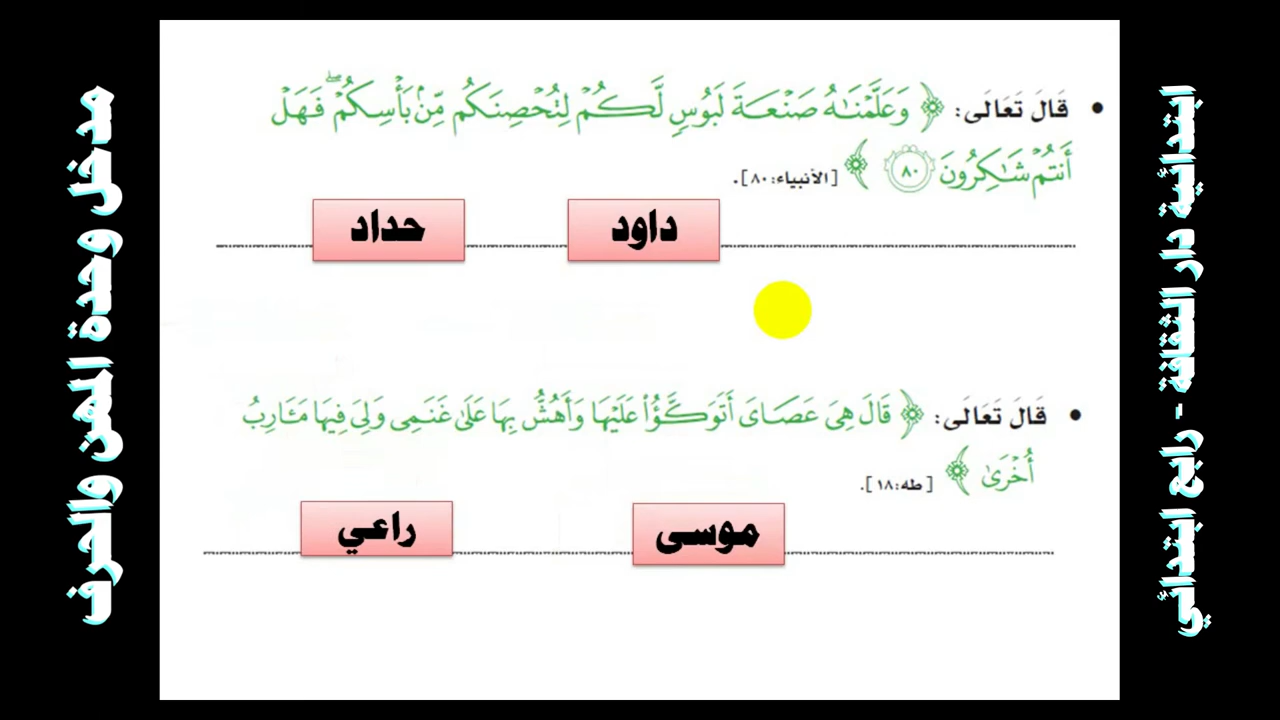 ابتدائية دار الثقافة - رابع ابتدائي
• قَالَ تَعَالَى: ﴿ وَعَلَّمْنَٰهُ صَنْعَةَ لَبُوسٍ لَّكُمْ لِتُحْصِنَكُم مِّنۢ بَأْسِكُمْ ۖ فَهَلْ
أَنتُمْ شَٰكِرُونَ ٨٠ ﴾ [الأنبياء: ٨٠].
داود حداد
• قَالَ تَعَالَى: ﴿ قَالَ هِىَ عَصَاىَ أَتَوَكَّؤُا۟ عَلَيْهَا وَأَهُشُّ بِهَا عَلَىٰ غَنَمِى وَلِىَ فِيهَا مَـَٔارِبُ
أُخْرَىٰ ﴾ [طه: ١٨].
موسى راعي
مدخل وحدة المهن والحرف